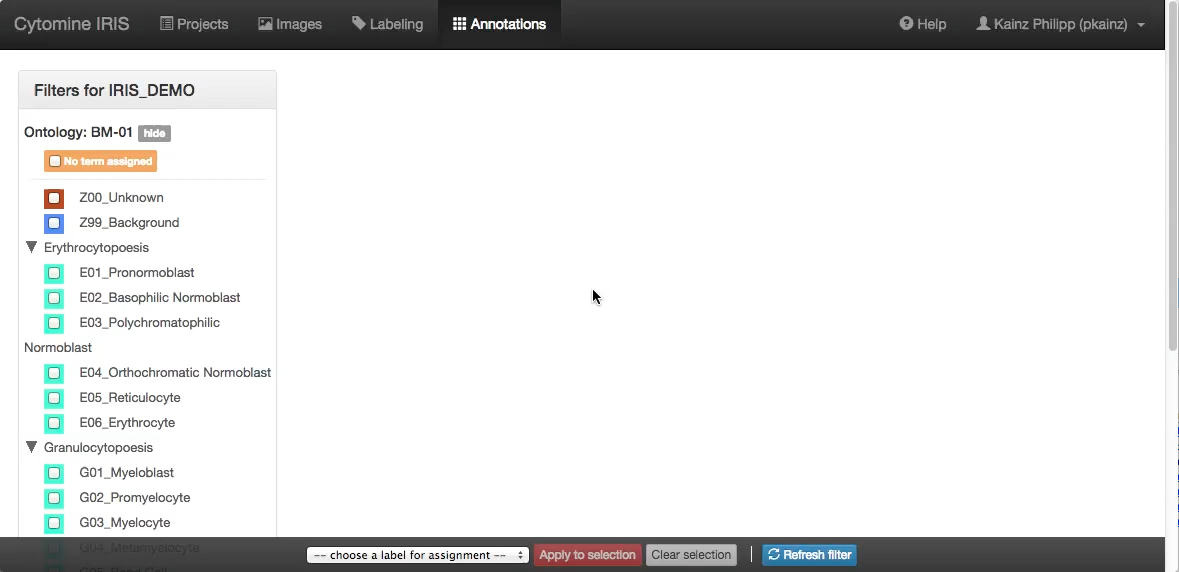 Cytomine IRIS Projects Images Labeling Annotations Help Kainz Philipp (pkainz)
Filters for IRIS_DEMO
Ontology: BM-01 hide
No term assigned
Z00_Unknown
Z99_Background
Erythrocytopoesis
E01_Pronormoblast
E02_Basophilic Normoblast
E03_Polychromatophilic
Normoblast
E04_Orthochromatic Normoblast
E05_Reticulocyte
E06_Erythrocyte
Granulocytopoesis
G01_Myeloblast
G02_Promyelocyte
G03_Myelocyte
G04_Metamyelocyte
-- choose a label for assignment -- Apply to selection Clear selection Refresh filter
G05_Band Cell